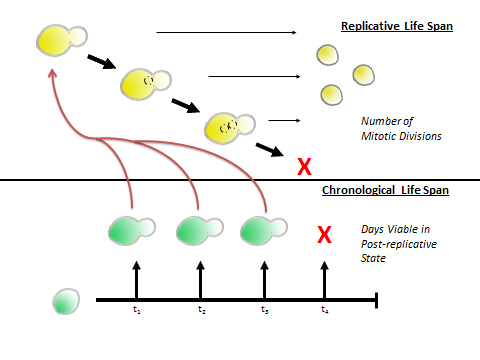 Replicative Life Span
Number of
Mitotic Divisions
X
Chronological Life Span
X
Days Viable in
Post-replicative
State
t₁ t₂ t₃ t₄